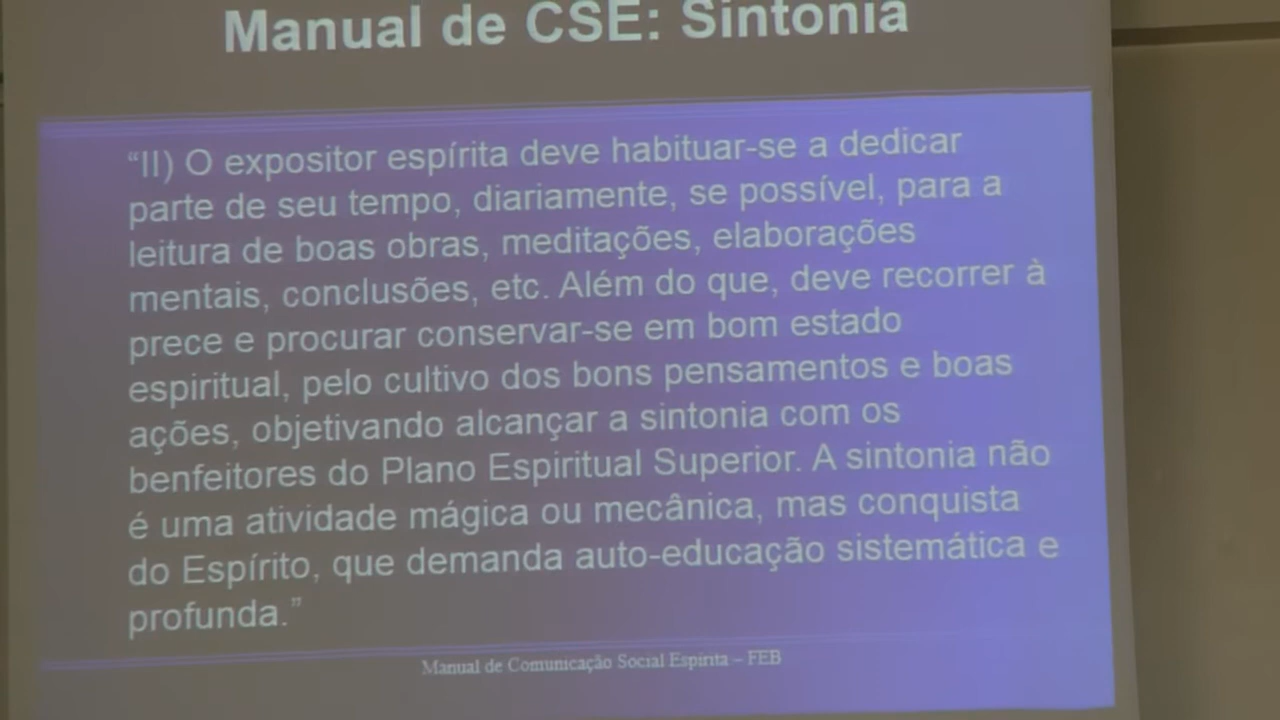 Manual de CSE: Sintonia
“II) O expositor espírita deve habituar-se a dedicar
parte de seu tempo, diariamente, se possível, para a
leitura de boas obras, meditações, elaborações
mentais, conclusões, etc. Além do que, deve recorrer à
prece e procurar conservar-se em bom estado
espiritual, pelo cultivo dos bons pensamentos e boas
ações, objetivando alcançar a sintonia com os
benfeitores do Plano Espiritual Superior. A sintonia não
é uma atividade mágica ou mecânica, mas conquista
do Espírito, que demanda auto-educação sistemática e
profunda.”
Manual de Comunicação Social Espírita – FEB